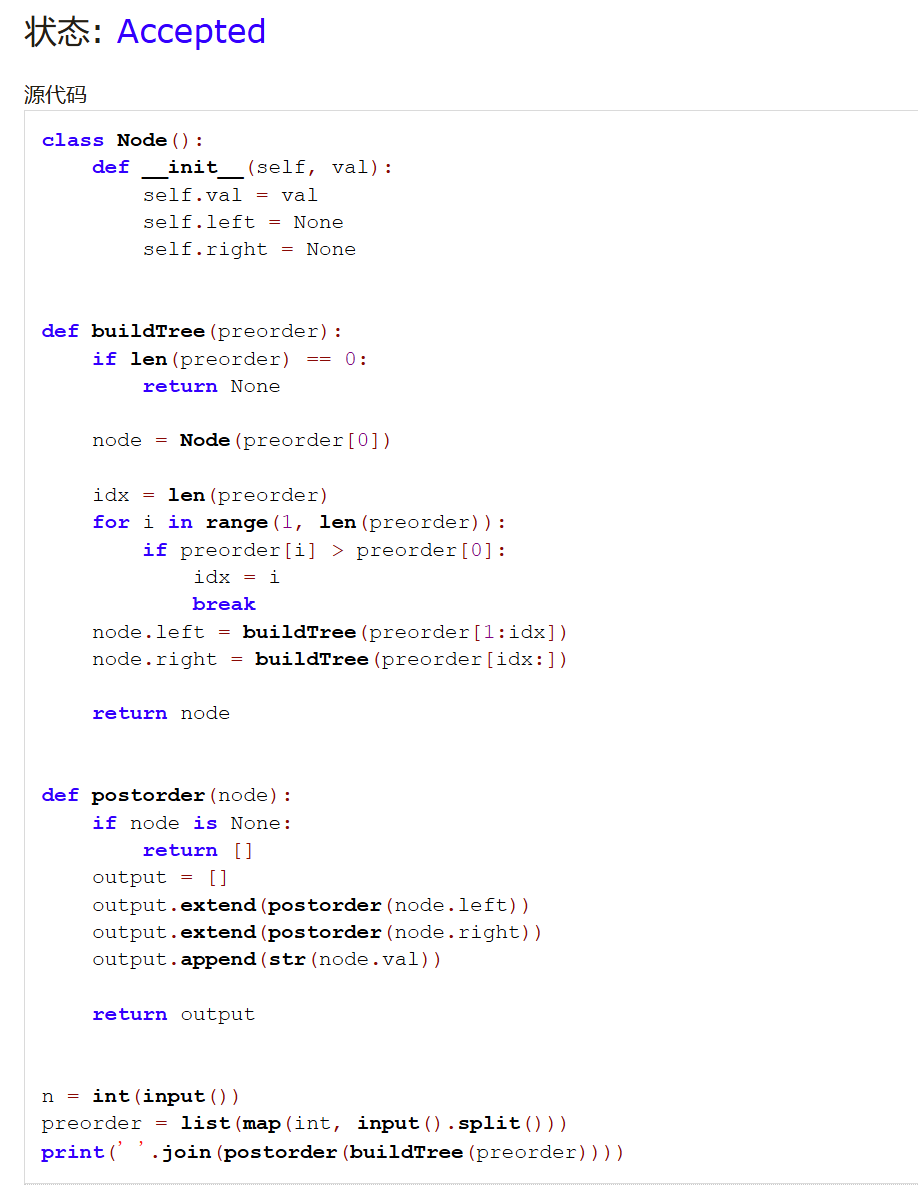 状态: Accepted
源代码
class Node():
    def __init__(self, val):
        self.val = val
        self.left = None
        self.right = None
def buildTree(preorder):
    if len(preorder) == 0:
        return None
    node = Node(preorder[0])
    idx = len(preorder)
    for i in range(1, len(preorder)):
        if preorder[i] > preorder[0]:
            idx = i
            break
    node.left = buildTree(preorder[1:idx])
    node.right = buildTree(preorder[idx:])
    return node
def postorder(node):
    if node is None:
        return []
    output = []
    output.extend(postorder(node.left))
    output.extend(postorder(node.right))
    output.append(str(node.val))
    return output
n = int(input())
preorder = list(map(int, input().split()))
print(' '.join(postorder(buildTree(preorder))))